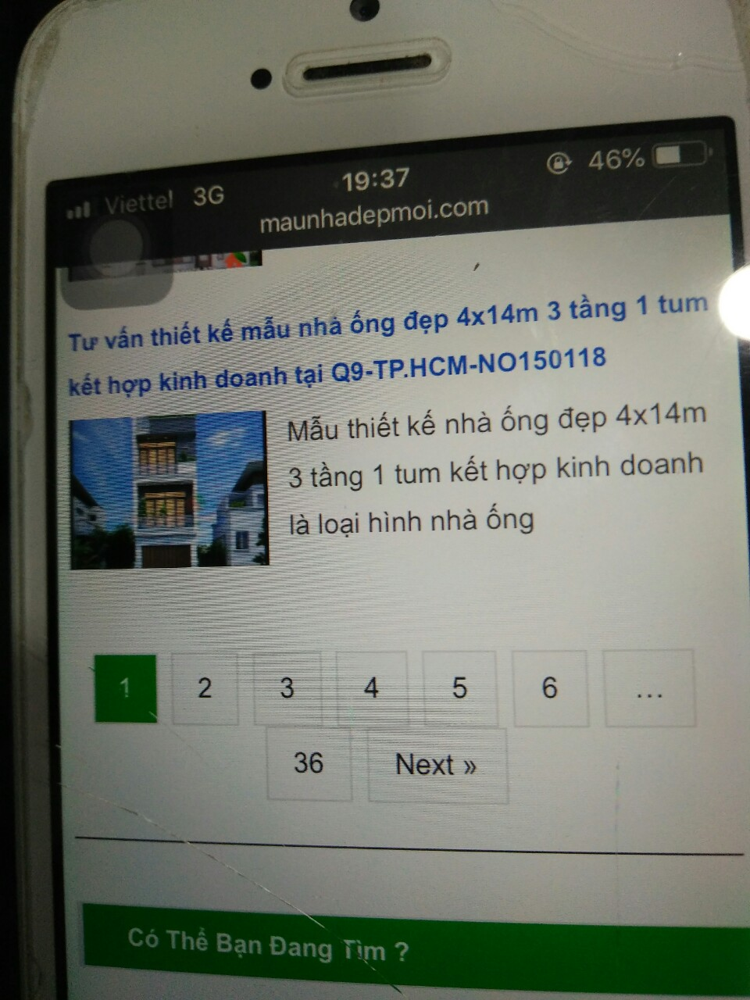 Viettel 3G 19:37 46%
maunhadepmoi.com
Tư vấn thiết kế mẫu nhà ống đẹp 4x14m 3 tầng 1 tum
kết hợp kinh doanh tại Q9-TP.HCM-NO150118
Mẫu thiết kế nhà ống đẹp 4x14m
3 tầng 1 tum kết hợp kinh doanh
là loại hình nhà ống
1 2 3 4 5 6 ...
36 Next »
Có Thể Bạn Đang Tìm ?